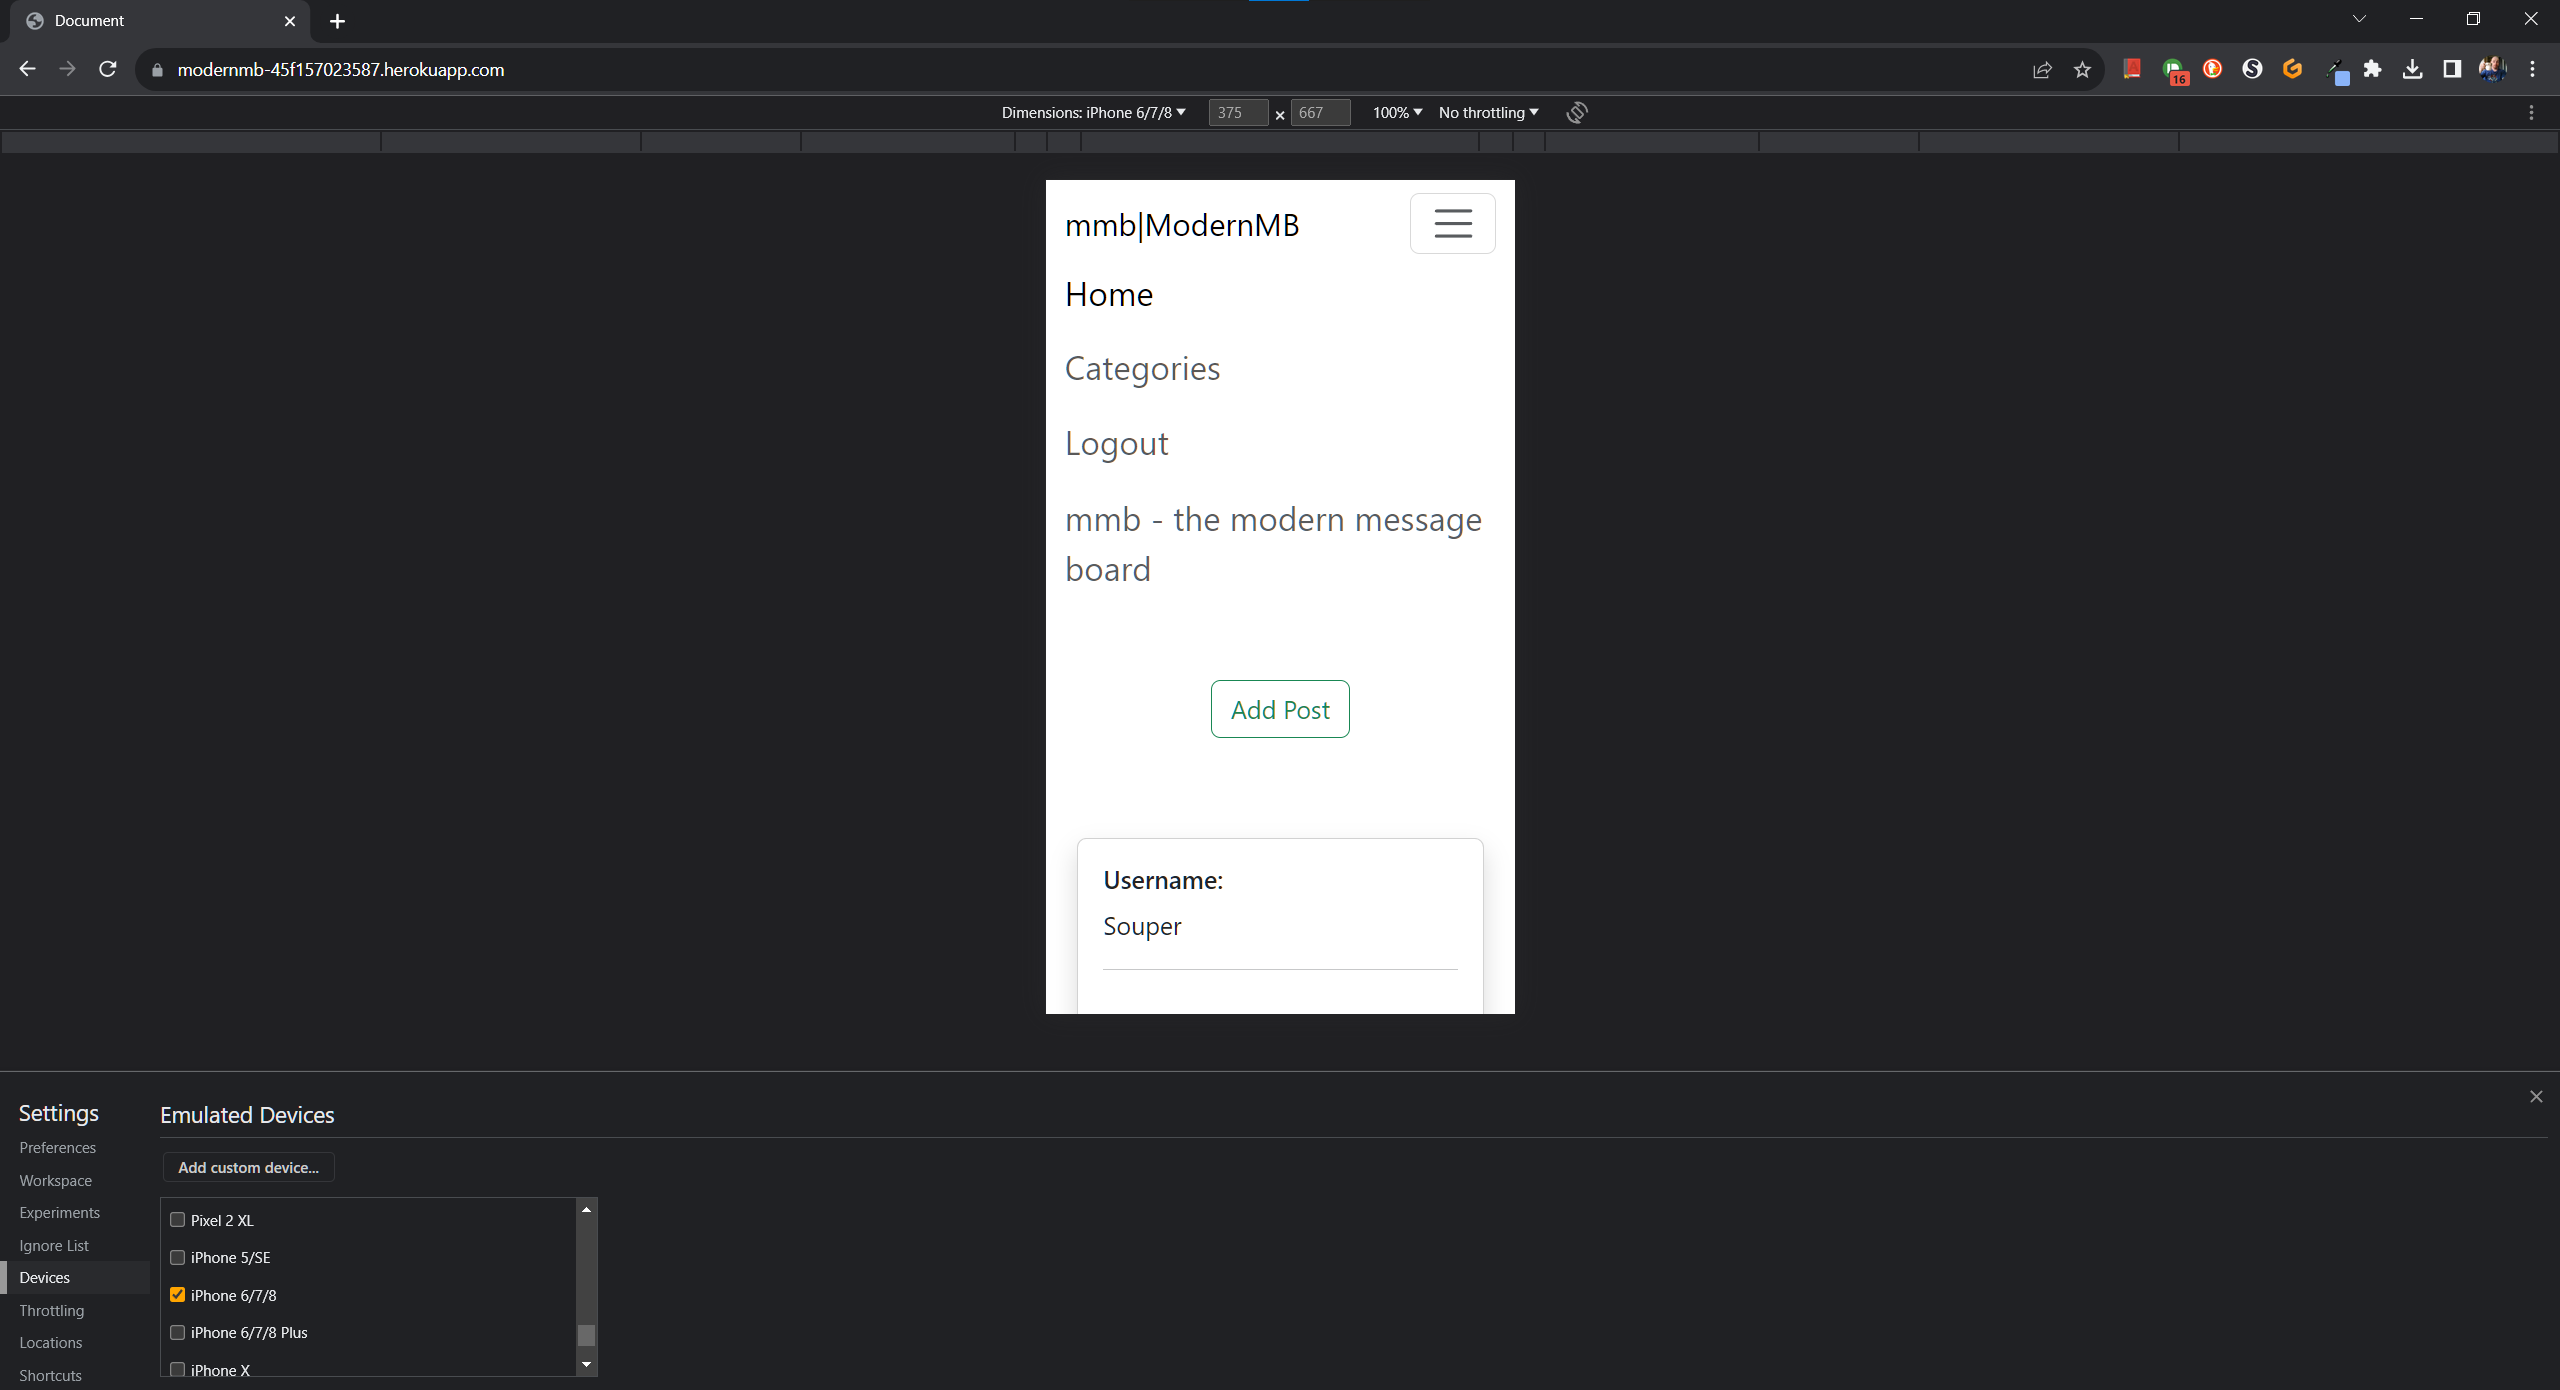 Document
modernmb-45f157023587.herokuapp.com
16
Dimensions: iPhone 6/7/8 375 × 667 100% No throttling
mmb|ModernMB
Home
Categories
Logout
mmb - the modern message
board
Add Post
Username:
Souper
Settings
Preferences
Workspace
Experiments
Ignore List
Devices
Throttling
Locations
Shortcuts
Emulated Devices
Add custom device...
Pixel 2 XL
iPhone 5/SE
iPhone 6/7/8
iPhone 6/7/8 Plus
iPhone X